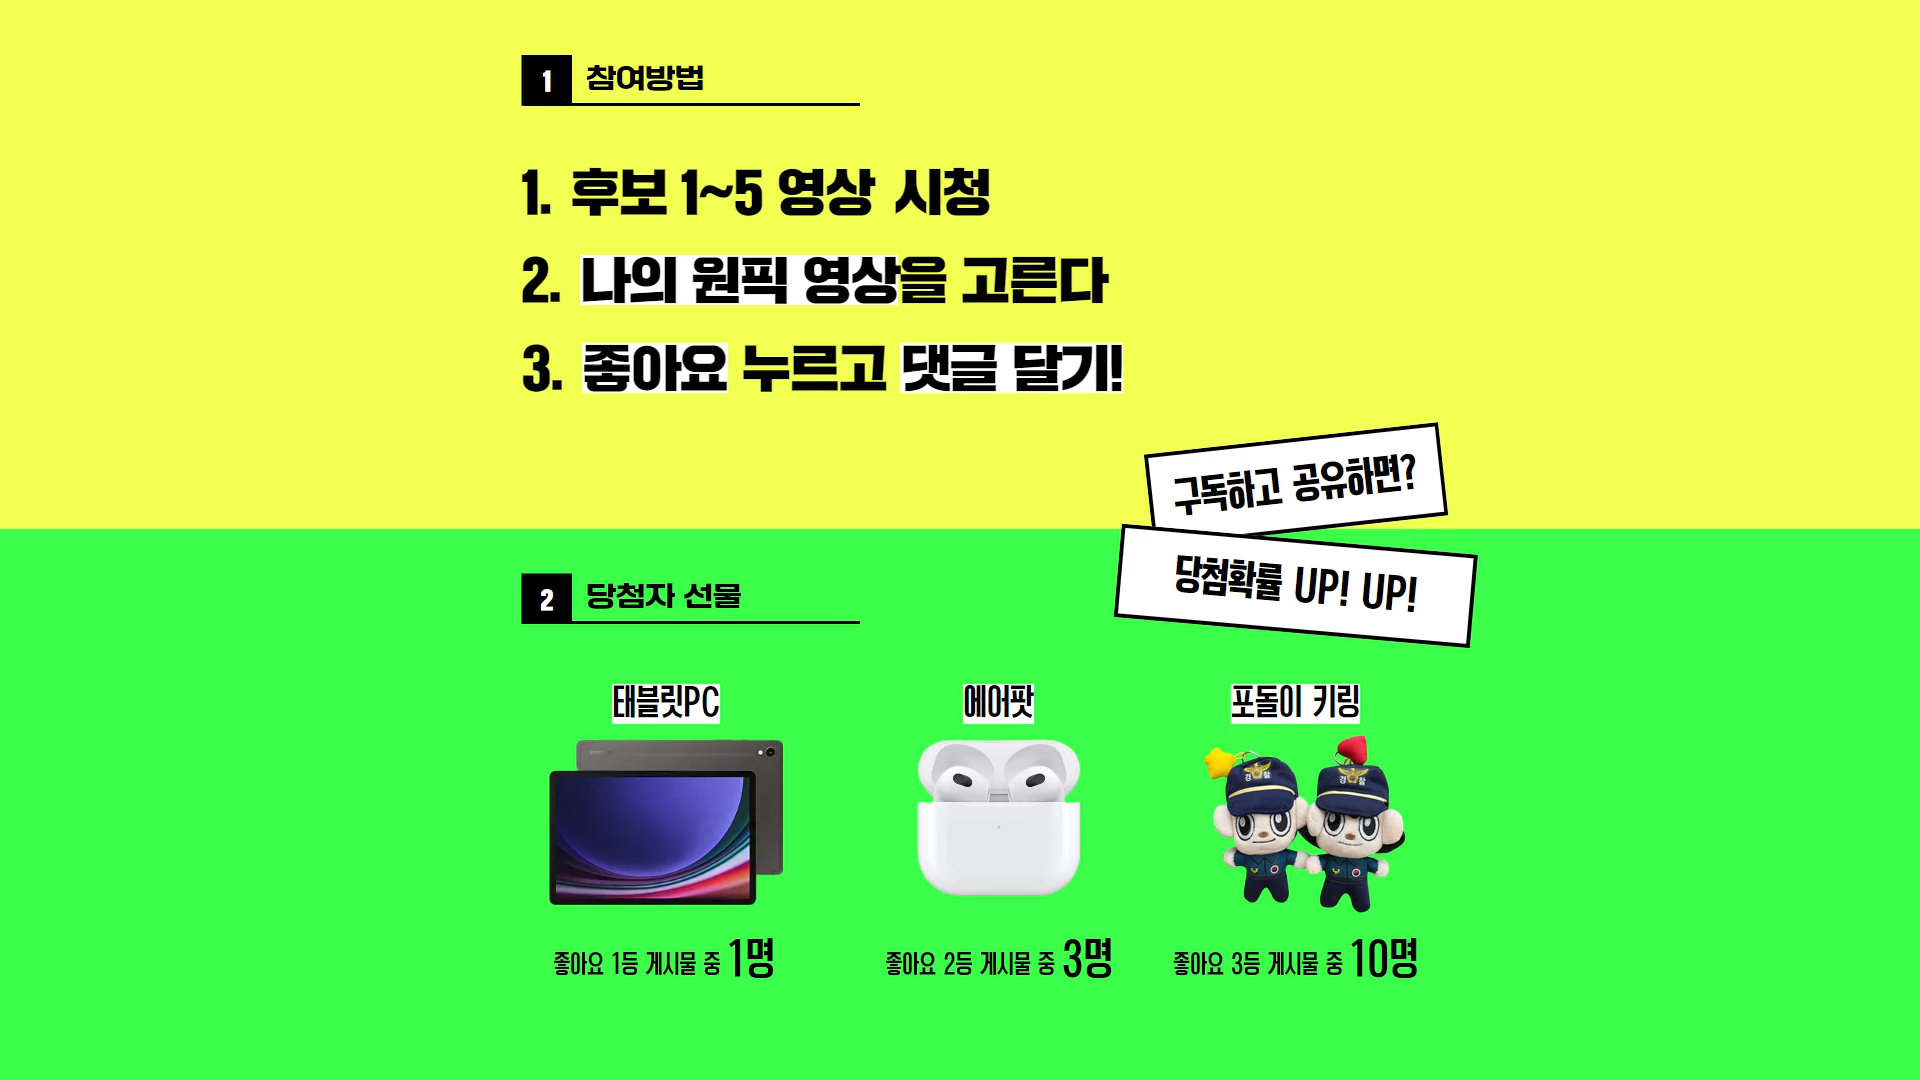 1 참여방법
1. 후보 1~5 영상 시청
2. 나의 원픽 영상을 고른다
3. 좋아요 누르고 댓글 달기!
구독하고 공유하면?
당첨확률 UP! UP!
2 당첨자 선물
태블릿PC
에어팟
포돌이 키링
경찰
경찰
좋아요 1등 게시물 중 1명
좋아요 2등 게시물 중 3명
좋아요 3등 게시물 중 10명